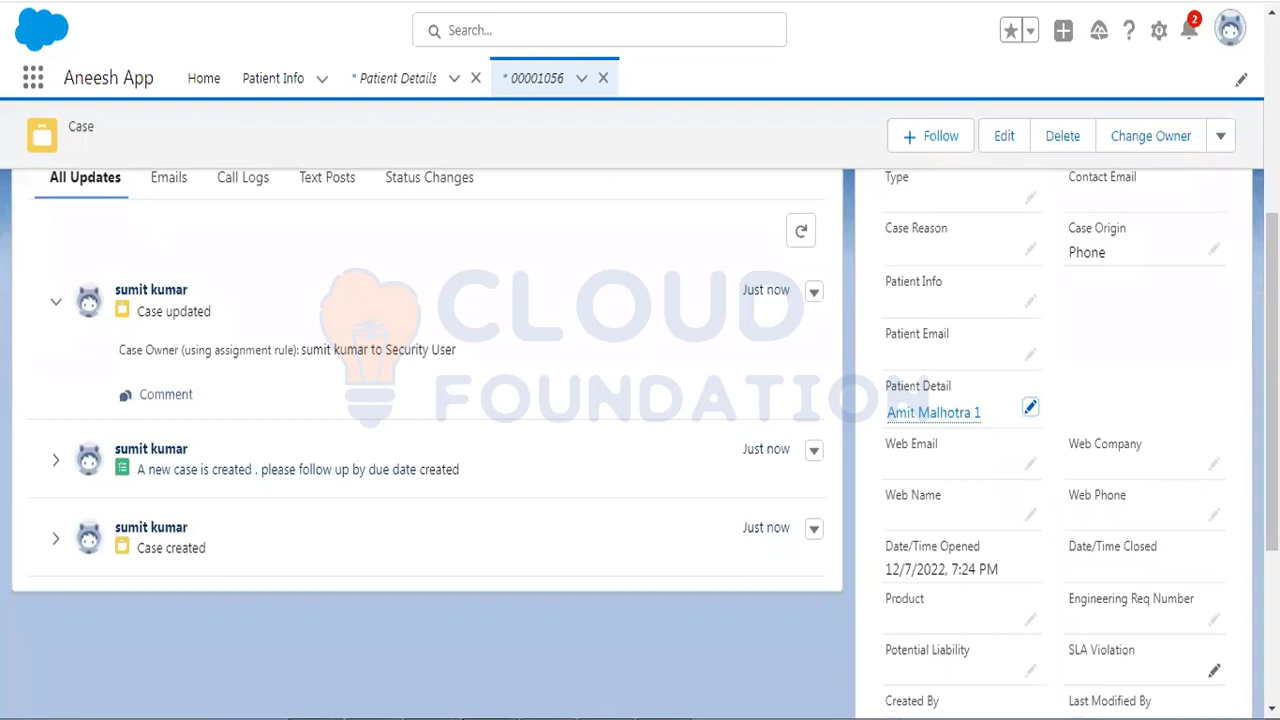 Search...
2
Aneesh App
Home
Patient Info
* Patient Details
* 00001056
Case
Follow
Edit
Delete
Change Owner
All Updates
Emails
Call Logs
Text Posts
Status Changes
sumit kumar
Just now
Case updated
Case Owner (using assignment rule): sumit kumar to Security User
Comment
sumit kumar
Just now
A new case is created . please follow up by due date created
sumit kumar
Just now
Case created
CLOUD
FOUNDATION
Type
Contact Email
Case Reason
Case Origin
Phone
Patient Info
Patient Email
Patient Detail
Amit Malhotra 1
Web Email
Web Company
Web Name
Web Phone
Date/Time Opened
Date/Time Closed
12/7/2022, 7:24 PM
Product
Engineering Req Number
Potential Liability
SLA Violation
Created By
Last Modified By